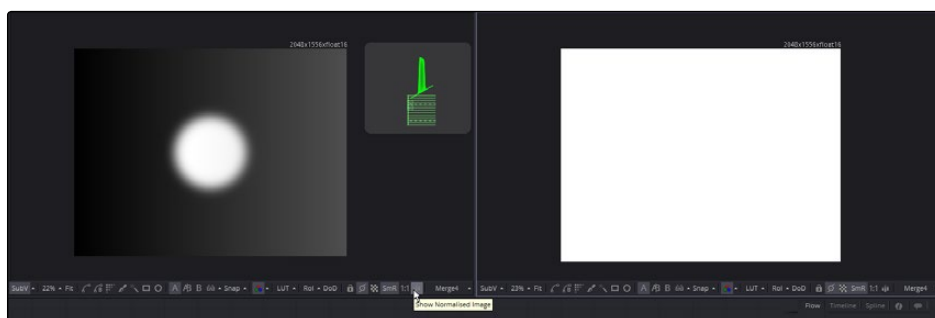 2048x1556xfloat16
2048x1556xfloat16
SubV 22% Fit A B B Snap LUT RoI DoD SmR 1:1 Merge4
SubV 23% Fit A B B Snap LUT RoI DoD SmR 1:1 Merge4
Show Normalised Image
Flow Timeline Spline